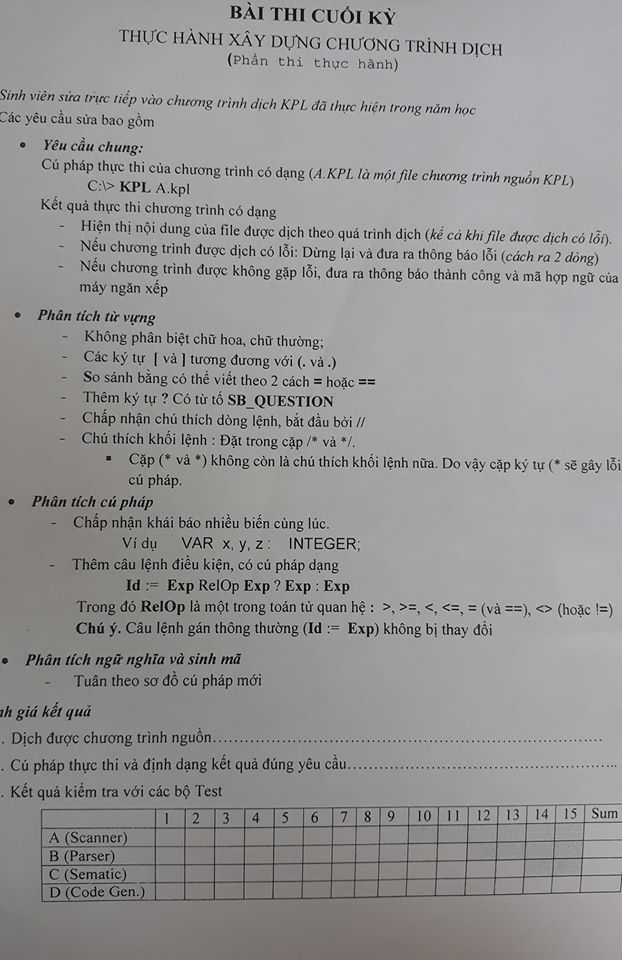 BÀI THI CUỐI KỲ
THỰC HÀNH XÂY DỰNG CHƯƠNG TRÌNH DỊCH
(Phần thi thực hành)
Sinh viên sửa trực tiếp vào chương trình dịch KPL đã thực hiện trong năm học
Các yêu cầu sửa bao gồm
• Yêu cầu chung:
Cú pháp thực thi của chương trình có dạng (A.KPL là một file chương trình nguồn KPL)
C:\> KPL A.kpl
Kết quả thực thi chương trình có dạng
- Hiện thị nội dung của file được dịch theo quá trình dịch (kể cả khi file được dịch có lỗi).
- Nếu chương trình được dịch có lỗi: Dừng lại và đưa ra thông báo lỗi (cách ra 2 dòng)
- Nếu chương trình được không gặp lỗi, đưa ra thông báo thành công và mã hợp ngữ của
máy ngăn xếp
• Phân tích từ vựng
- Không phân biệt chữ hoa, chữ thường;
- Các ký tự [ và ] tương đương với (. và .)
- So sánh bằng có thể viết theo 2 cách = hoặc ==
- Thêm ký tự ? Có từ tố SB_QUESTION
- Chấp nhận chú thích dòng lệnh, bắt đầu bởi //
- Chú thích khối lệnh : Đặt trong cặp /* và */.
▪ Cặp (* và *) không còn là chú thích khối lệnh nữa. Do vậy cặp ký tự (* sẽ gây lỗi
cú pháp.
• Phân tích cú pháp
- Chấp nhận khái báo nhiều biến cùng lúc.
Ví dụ VAR x, y, z : INTEGER;
- Thêm câu lệnh điều kiện, có cú pháp dạng
Id := Exp RelOp Exp ? Exp : Exp
Trong đó RelOp là một trong toán tử quan hệ : >, >=, <, <=, = (và ==), <> (hoặc !=)
Chú ý. Câu lệnh gán thông thường (Id := Exp) không bị thay đổi
• Phân tích ngữ nghĩa và sinh mã
- Tuân theo sơ đồ cú pháp mới
nh giá kết quả
. Dịch được chương trình nguồn……………………………………………………
. Cú pháp thực thi và định dạng kết quả đúng yêu cầu……………………………………..
. Kết quả kiểm tra với các bộ Test
1 2 3 4 5 6 7 8 9 10 11 12 13 14 15 Sum
A (Scanner)
B (Parser)
C (Sematic)
D (Code Gen.)